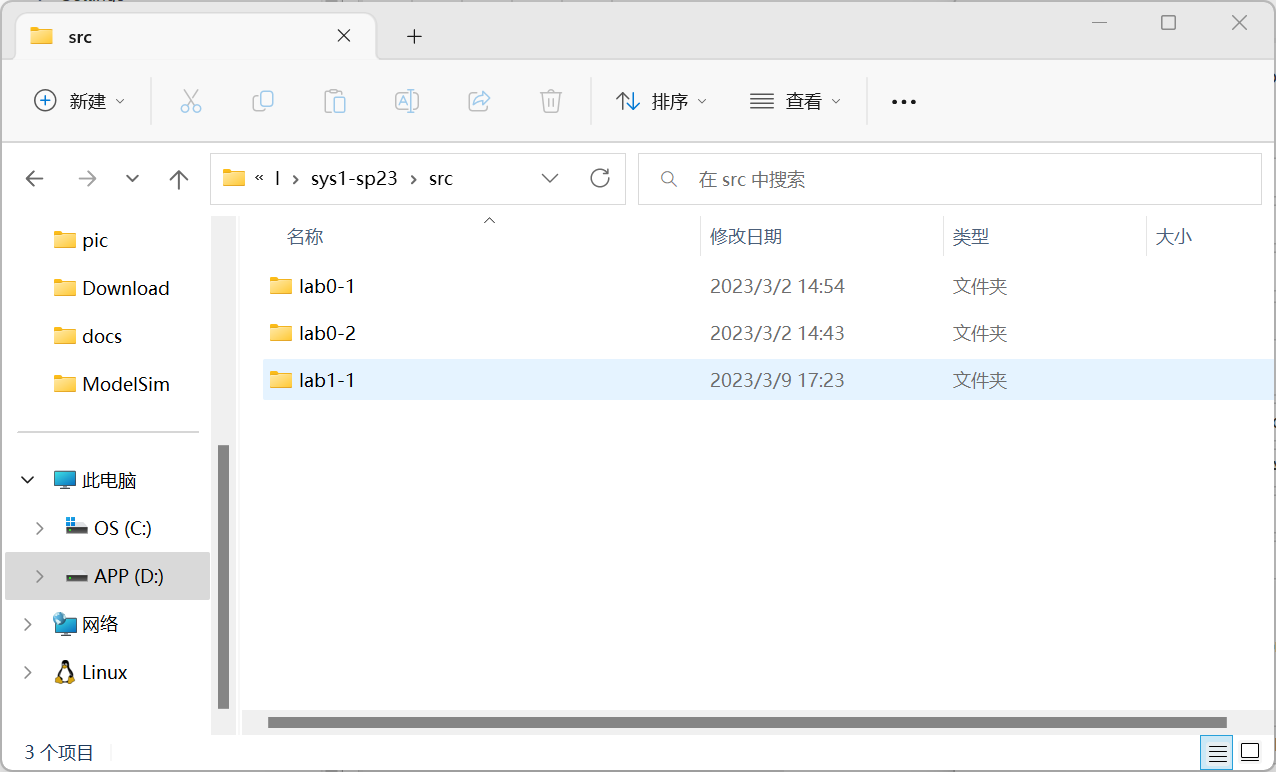 src
新建
排序
查看
« l › sys1-sp23 › src
在 src 中搜索
pic
Download
docs
ModelSim
此电脑
OS (C:)
APP (D:)
网络
Linux
名称 修改日期 类型 大小
lab0-1 2023/3/2 14:54 文件夹
lab0-2 2023/3/2 14:43 文件夹
lab1-1 2023/3/9 17:23 文件夹
3 个项目